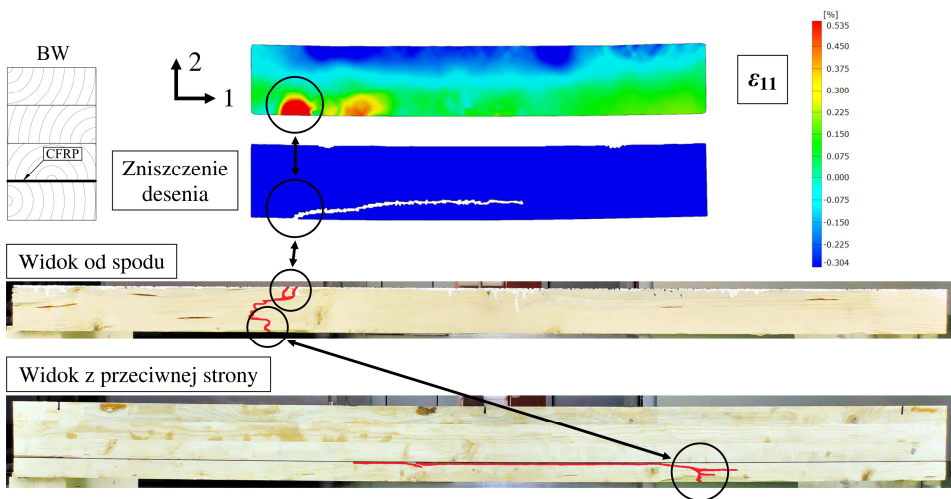 BW
CFRP
2
1
ε11
[%]
0.535
0.450
0.375
0.300
0.225
0.150
0.075
0.000
-0.075
-0.150
-0.225
-0.304
Zniszczenie
desenia
Widok od spodu
Widok z przeciwnej strony